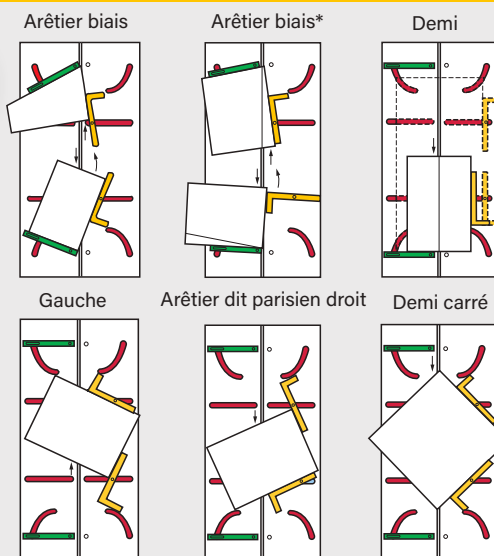 Arêtier biais
Arêtier biais*
Demi
Gauche
Arêtier dit parisien droit
Demi carré